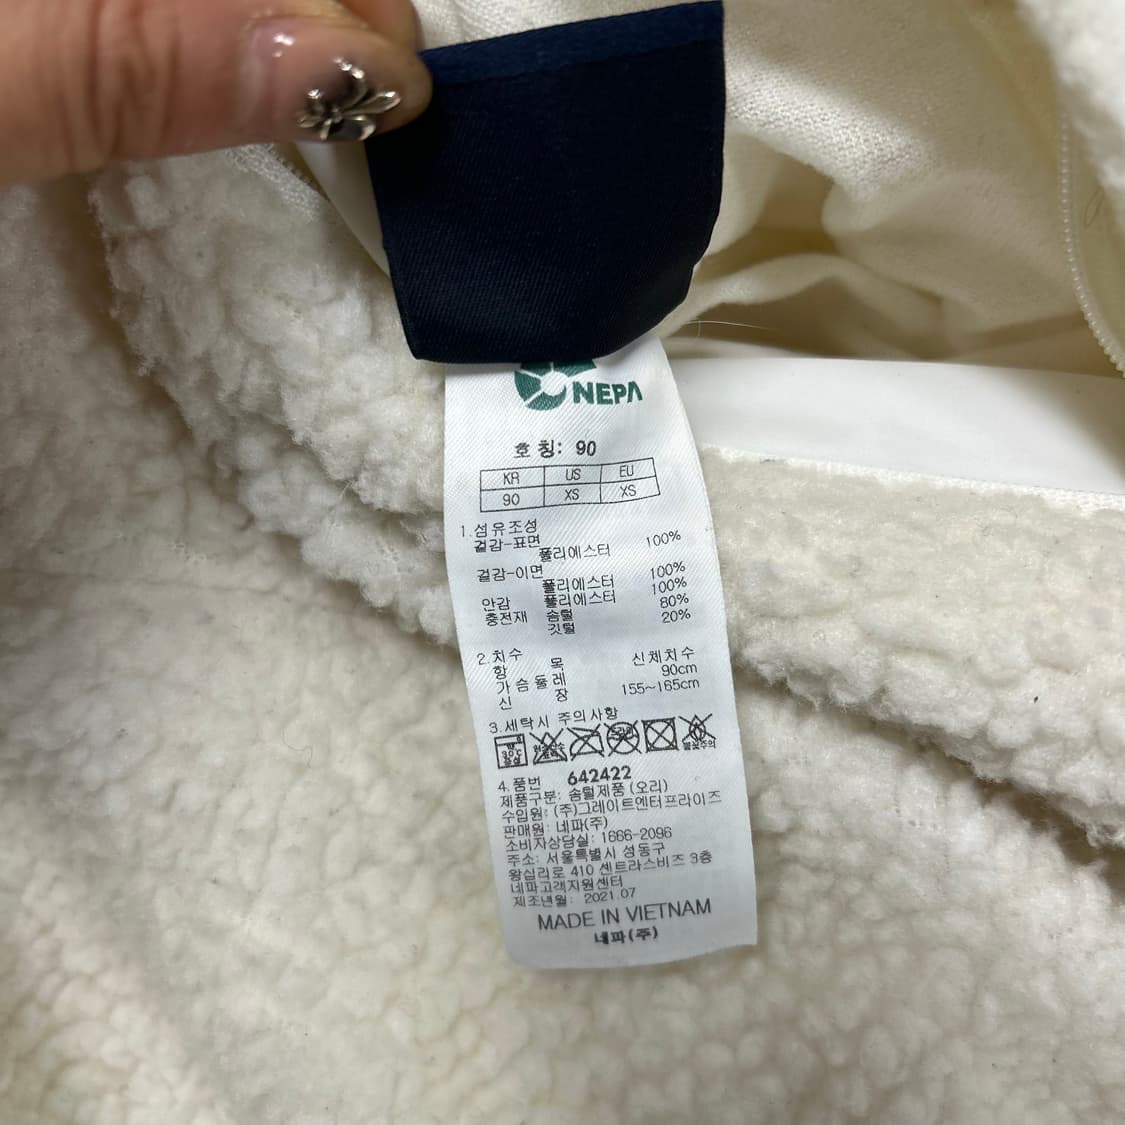 NEPA
호 칭: 90
KR US EU
90 XS XS
1.섬유조성
겉감-표면
폴리에스터 100%
겉감-이면
폴리에스터 100%
안감 폴리에스터 100%
충전재 솜털 80%
깃털 20%
2.치수
항 목 신체치수
가 슴 둘 레 90cm
신 장 155~165cm
3.세탁시 주의사항
약 30℃ 중성
4.품번 642422
제품구분: 솜털제품 (오리)
수입원: (주)그레이트엔터프라이즈
판매원: 네파(주)
소비자상담실: 1666-2096
주소: 서울특별시 성동구
왕십리로 410 센트라스비즈 3층
네파고객지원센터
제조년월: 2021.07
MADE IN VIETNAM
네파(주)